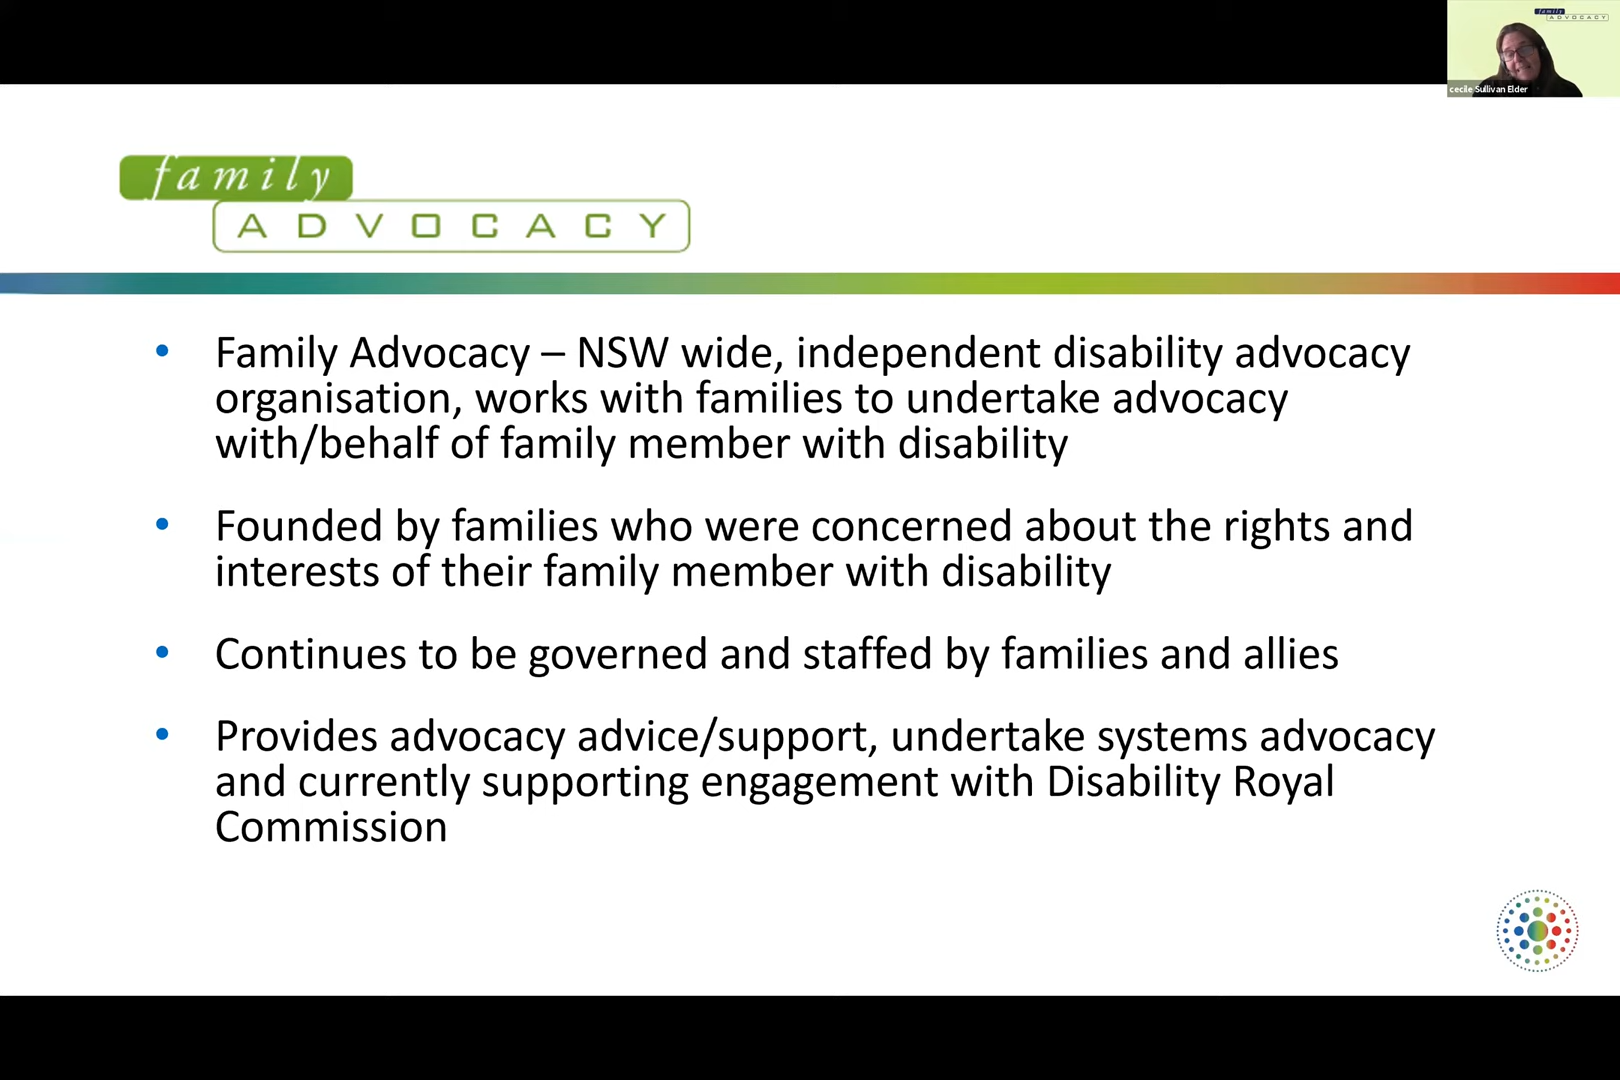 family
ADVOCACY
cecile Sullivan Elder
family
ADVOCACY
• Family Advocacy – NSW wide, independent disability advocacy
organisation, works with families to undertake advocacy
with/behalf of family member with disability
• Founded by families who were concerned about the rights and
interests of their family member with disability
• Continues to be governed and staffed by families and allies
• Provides advocacy advice/support, undertake systems advocacy
and currently supporting engagement with Disability Royal
Commission